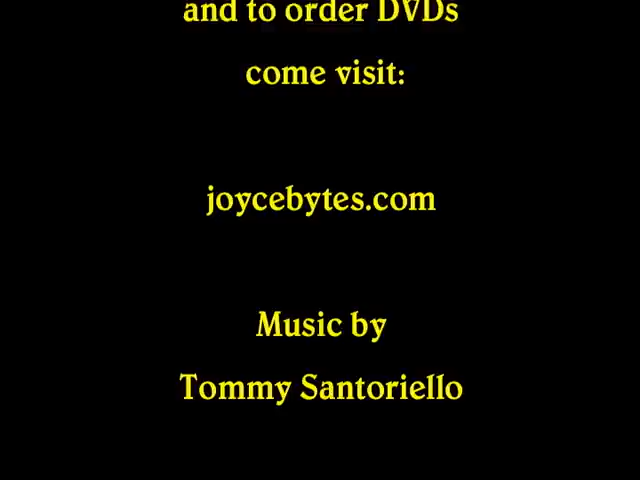 and to order DVDs
come visit:
joycebytes.com
Music by
Tommy Santoriello